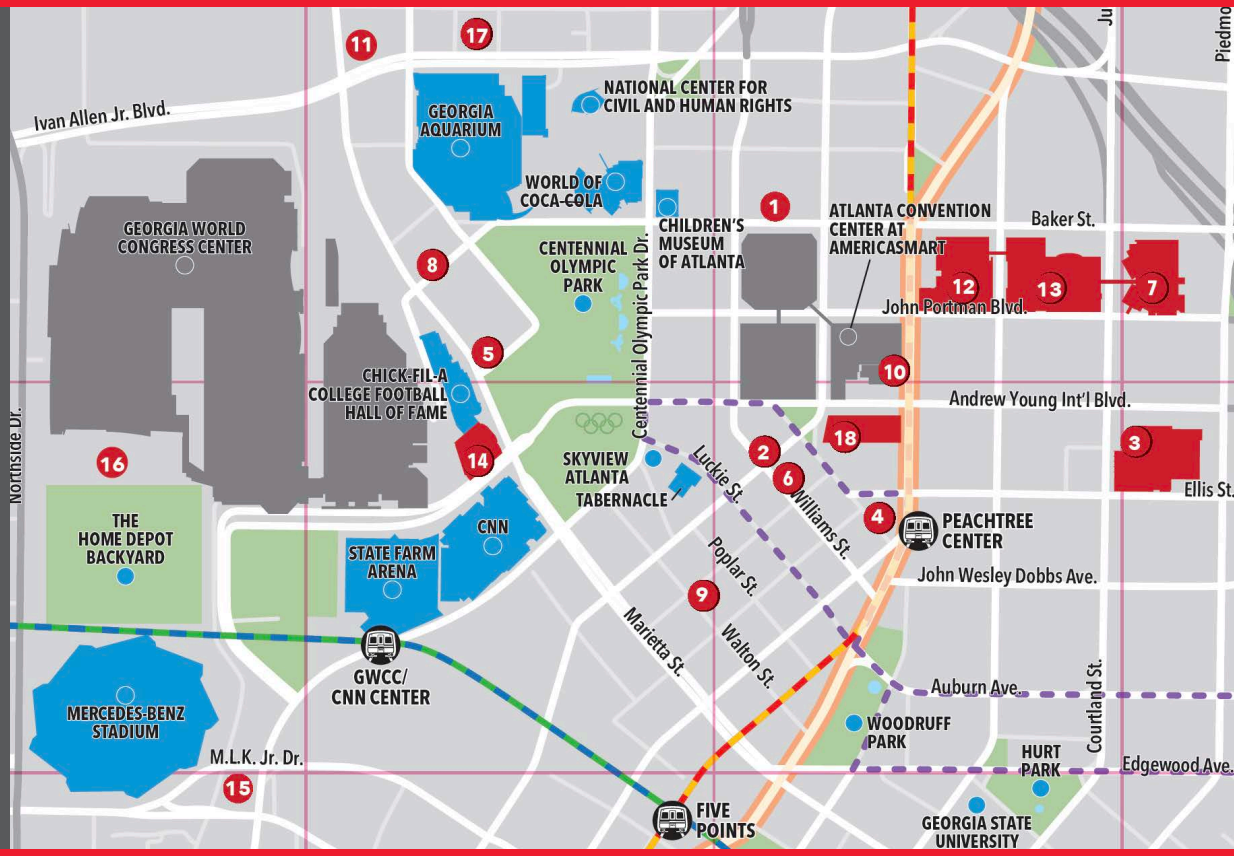 11
17
Ju
Piedmo
Ivan Allen Jr. Blvd.
GEORGIA
AQUARIUM
NATIONAL CENTER FOR
CIVIL AND HUMAN RIGHTS
WORLD OF
COCA-COLA
1
ATLANTA CONVENTION
CENTER AT
AMERICASMART
Baker St.
GEORGIA WORLD
CONGRESS CENTER
CHILDREN'S
MUSEUM
OF ATLANTA
8
CENTENNIAL
OLYMPIC
PARK
Centennial Olympic Park Dr.
12
13
7
John Portman Blvd.
5
10
CHICK-FIL-A
COLLEGE FOOTBALL
HALL OF FAME
Andrew Young Int'l Blvd.
Northside Dr.
16
14
SKYVIEW
ATLANTA
TABERNACLE
Luckie St.
2
6
18
3
Ellis St.
Williams St.
4
PEACHTREE
CENTER
THE
HOME DEPOT
BACKYARD
CNN
STATE FARM
ARENA
Poplar St.
John Wesley Dobbs Ave.
9
Marietta St.
Walton St.
GWCC/
CNN CENTER
Auburn Ave.
Courtland St.
MERCEDES-BENZ
STADIUM
WOODRUFF
PARK
M.L.K. Jr. Dr.
HURT
PARK
Edgewood Ave.
15
FIVE
POINTS
GEORGIA STATE
UNIVERSITY